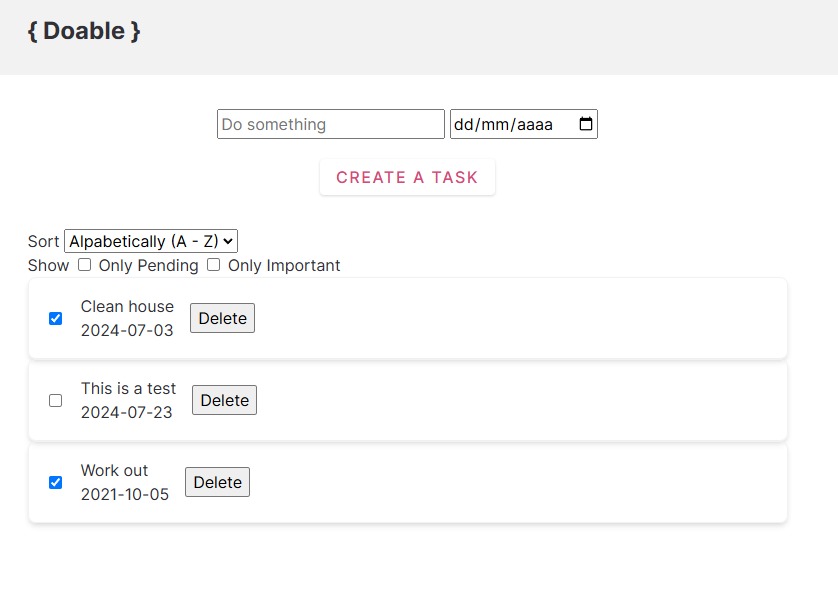 { Doable }
Do something dd/mm/aaaa
CREATE A TASK
Sort Alpabetically (A - Z)
Show Only Pending Only Important
Clean house
2024-07-03
Delete
This is a test
2024-07-23
Delete
Work out
2021-10-05
Delete